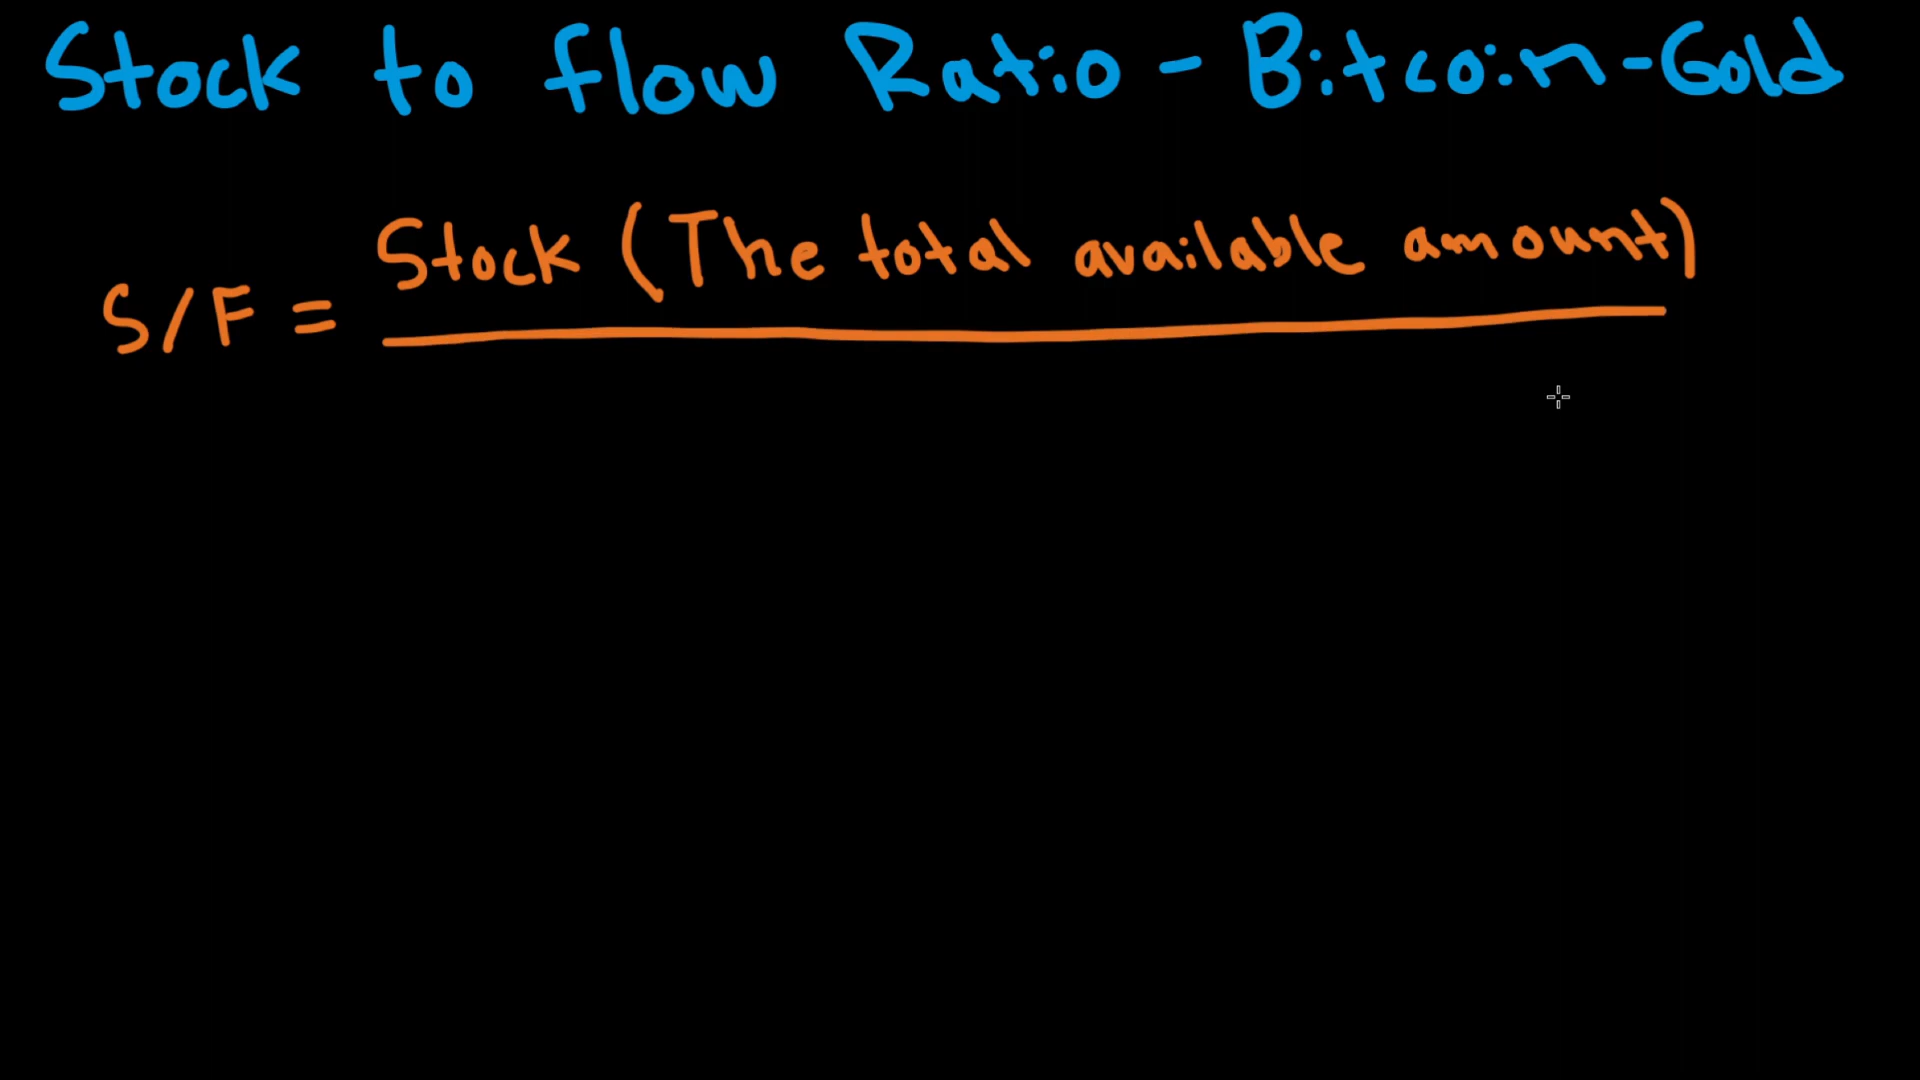 Stock to flow Ratio - Bitcoin-Gold
Stock (The total available amount)
S/F =